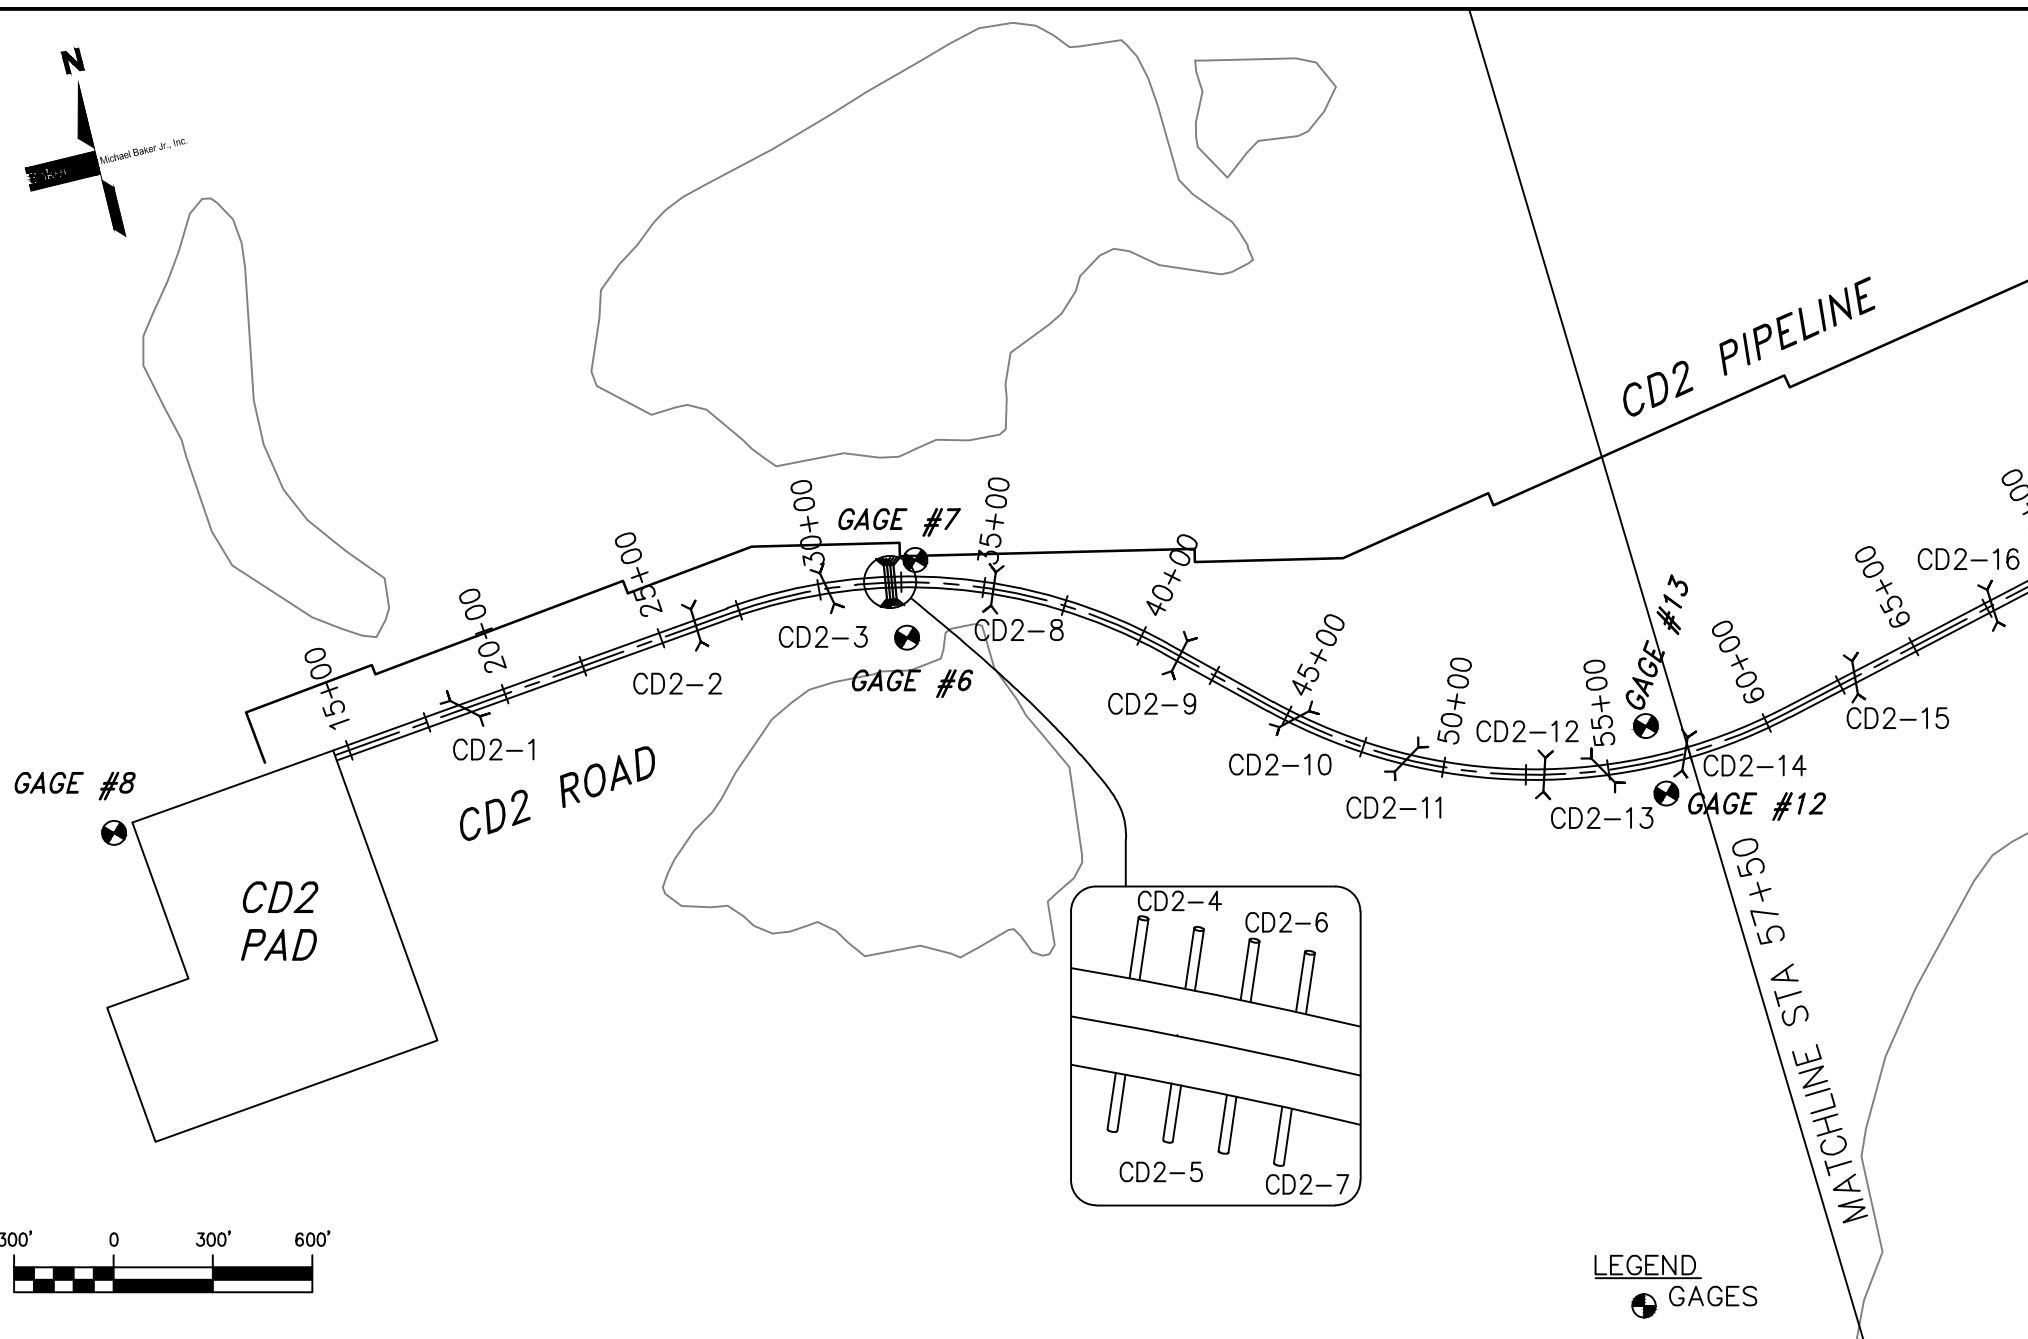 N
Michael Baker Jr., Inc.
CD2 PIPELINE
GAGE #7
15+00
20+00
25+00
30+00
35+00
40+00
45+00
50+00
55+00
60+00
65+00
CD2-16
GAGE #13
CD2-3
CD2-8
CD2-2
GAGE #6
CD2-9
CD2-12
CD2-15
CD2-1
CD2-10
CD2-14
GAGE #8
CD2 ROAD
CD2-11
CD2-13
GAGE #12
CD2
PAD
MATCHLINE STA 57+50
CD2-4
CD2-6
CD2-5
CD2-7
300'
0
300'
600'
LEGEND
GAGES